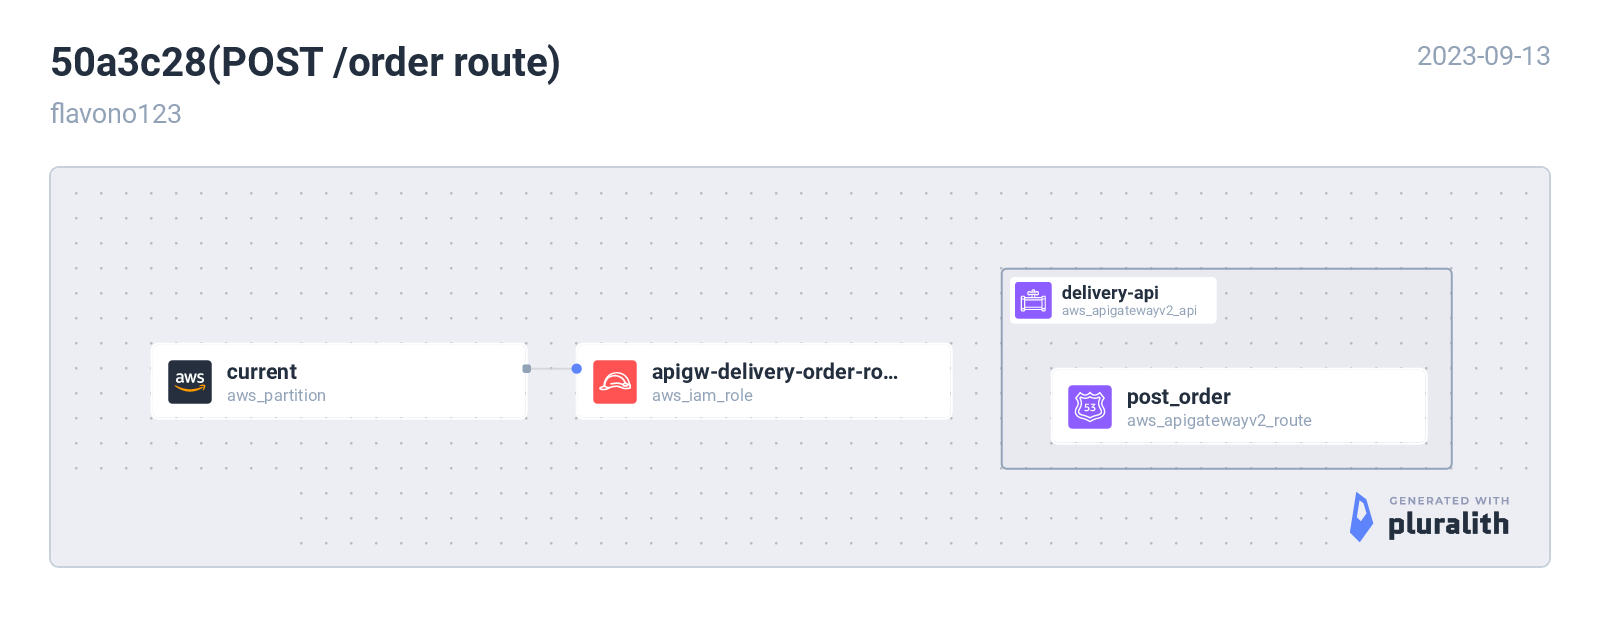 50a3c28(POST /order route)
2023-09-13
flavono123
delivery-api
aws_apigatewayv2_api
aws
current
aws_partition
apigw-delivery-order-ro...
aws_iam_role
53
post_order
aws_apigatewayv2_route
GENERATED WITH
pluralith